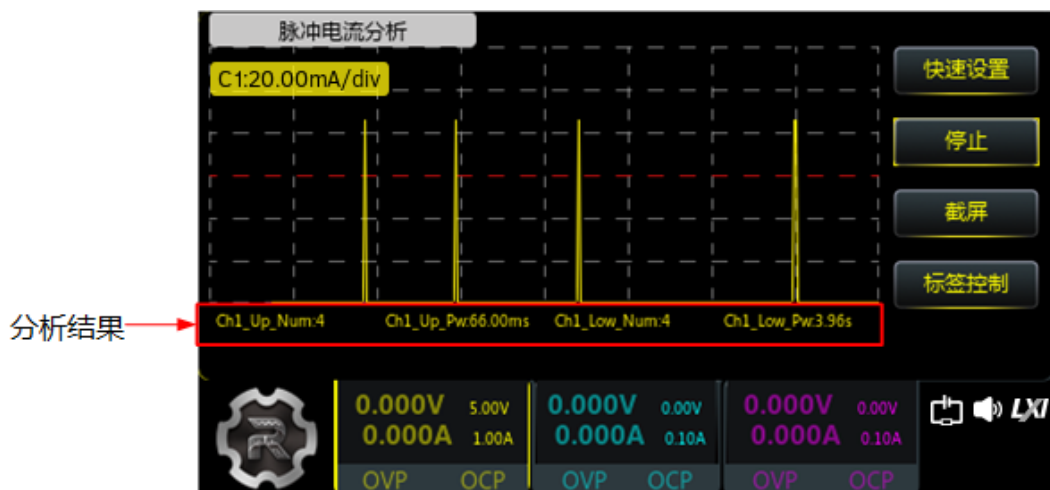 脉冲电流分析
C1:20.00mA/div
快速设置
停止
截屏
标签控制
分析结果
Ch1_Up_Num:4 Ch1_Up_Pw:66.00ms Ch1_Low_Num:4 Ch1_Low_Pw:3.96s
0.000V 5.00V 0.000V 0.00V 0.000V 0.00V
0.000A 1.00A 0.000A 0.10A 0.000A 0.10A
OVP OCP OVP OCP OVP OCP
LXI
R